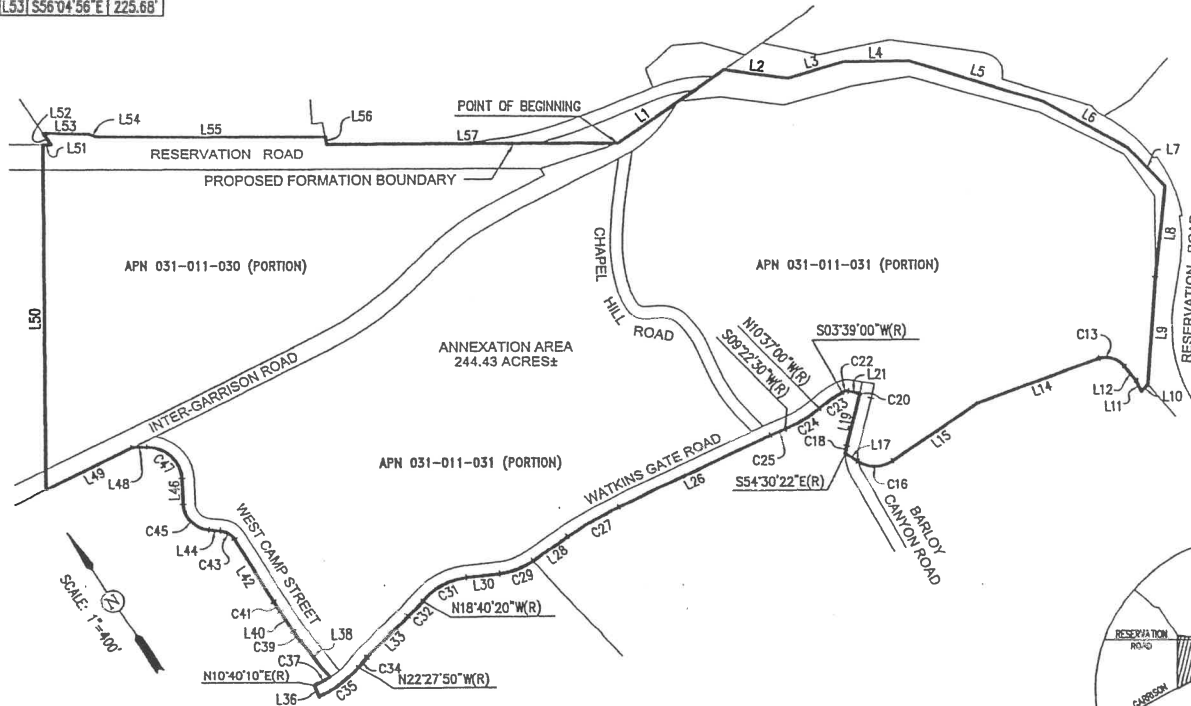 L53 S56°04'56"E 225.68'
L52
L53
L54
L55
L56
L51
L57
POINT OF BEGINNING
L1
L2
L3
L4
L5
L6
L7
L8
L9
RESERVATION ROAD
PROPOSED FORMATION BOUNDARY
RESERVATION ROAD
APN 031-011-030 (PORTION)
APN 031-011-031 (PORTION)
CHAPEL
HILL
ROAD
L50
ANNEXATION AREA
244.43 ACRES±
INTER-GARRISON ROAD
S03°39'00"W(R)
N10°37'00"W(R)
S09°22'30"W(R)
C22
L21
C20
C23
L19
C24
C18
L17
C25
C13
L14
L12
L11
L10
L15
C16
S54°30'22"E(R)
BARLOY
CANYON ROAD
APN 031-011-031 (PORTION)
WATKINS GATE ROAD
L26
C27
L28
C29
L30
C31
C32
N18°40'20"W(R)
L33
C34
N22°27'50"W(R)
C35
L36
N10°40'10"E(R)
C37
L38
C39
L40
C41
L42
C43
L44
C45
L46
C47
L48
L49
WEST CAMP STREET
N
SCALE: 1"=400'
RESERVATION
ROAD
GARRISON